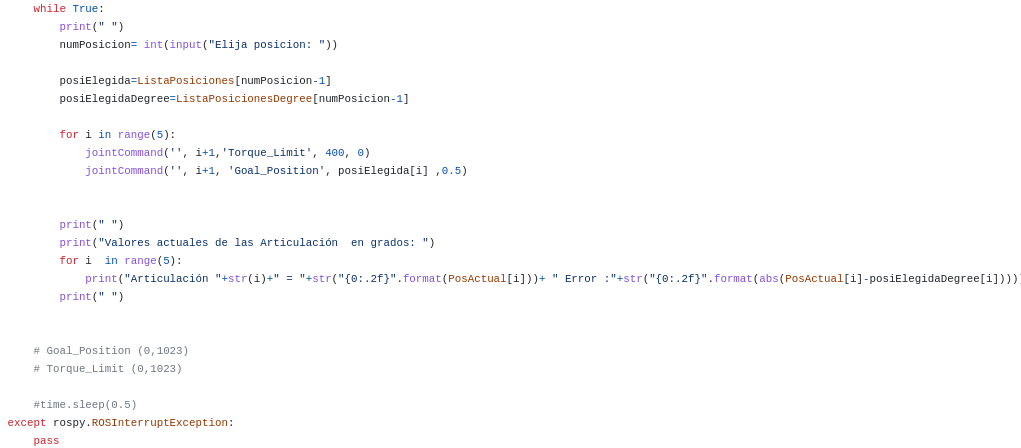 while True:
print(" ")
numPosicion= int(input("Elija posicion: "))
posiElegida=ListaPosiciones[numPosicion-1]
posiElegidaDegree=ListaPosicionesDegree[numPosicion-1]
for i in range(5):
jointCommand('', i+1,'Torque_Limit', 400, 0)
jointCommand('', i+1, 'Goal_Position', posiElegida[i] ,0.5)
print(" ")
print("Valores actuales de las Articulación  en grados: ")
for i  in range(5):
print("Articulación "+str(i)+" = "+str("{0:.2f}".format(PosActual[i]))+ " Error :"+str("{0:.2f}".format(abs(PosActual[i]-posiElegidaDegree[i]))))
print(" ")
# Goal_Position (0,1023)
# Torque_Limit (0,1023)
#time.sleep(0.5)
except rospy.ROSInterruptException:
pass